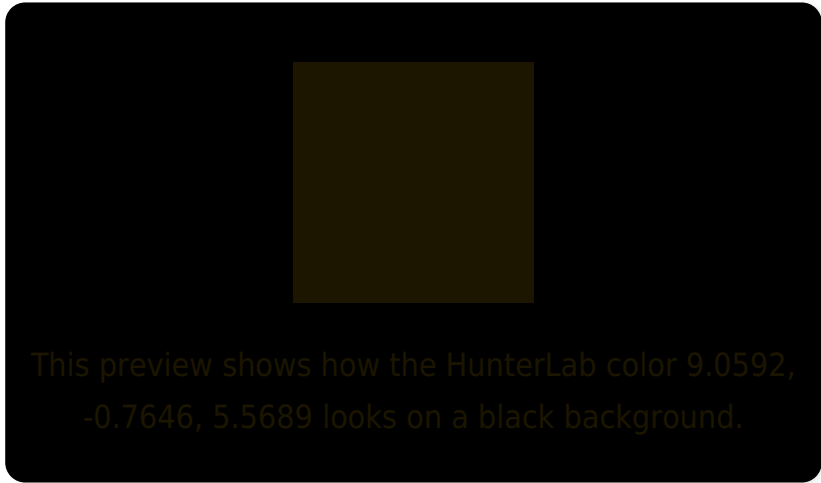 This preview shows how the HunterLab color 9.0592,
-0.7646, 5.5689 looks on a black background.